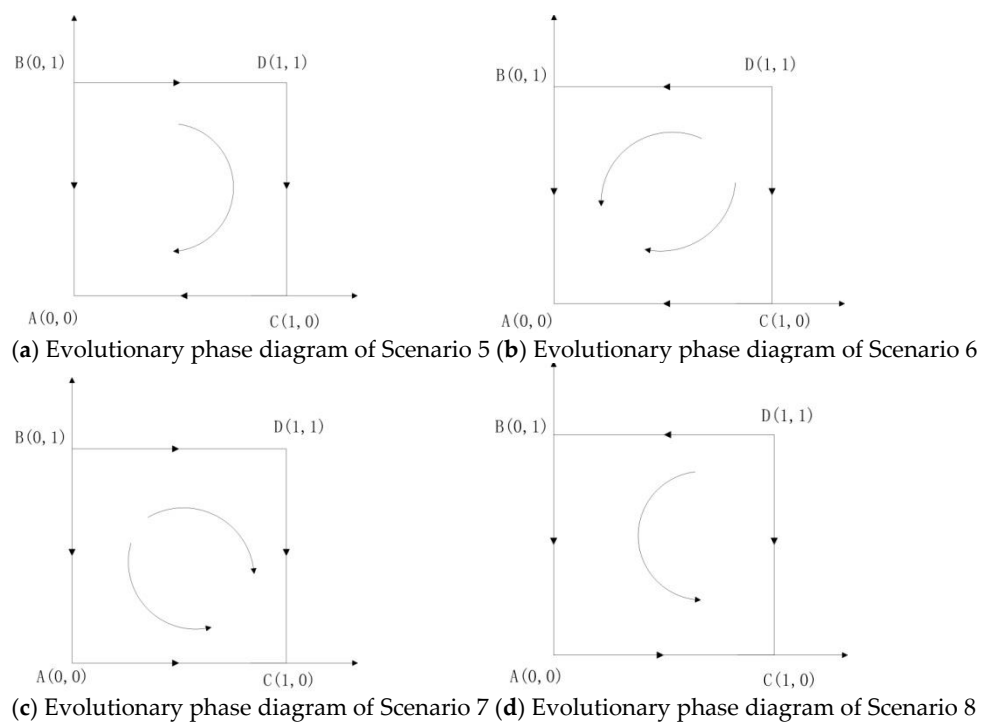 B(0,1) D(1,1) B(0,1) D(1,1)
A(0,0) C(1,0) A(0,0) C(1,0)
(a) Evolutionary phase diagram of Scenario 5 (b) Evolutionary phase diagram of Scenario 6
B(0,1) D(1,1) B(0,1) D(1,1)
A(0,0) C(1,0) A(0,0) C(1,0)
(c) Evolutionary phase diagram of Scenario 7 (d) Evolutionary phase diagram of Scenario 8